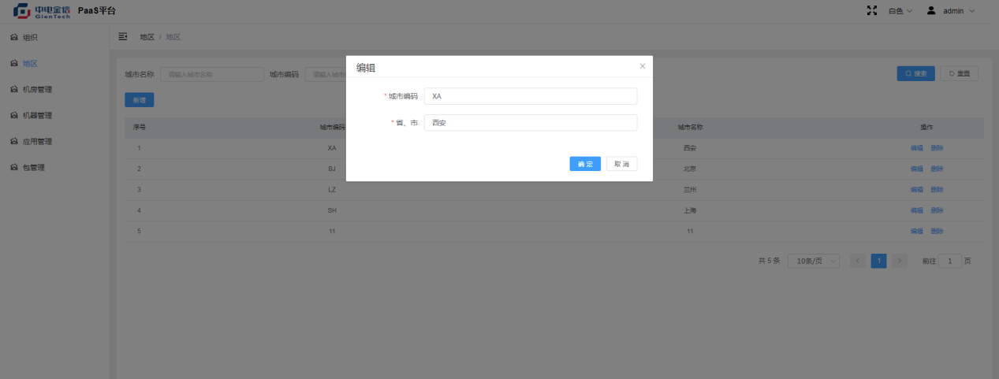 中电金信 GienTech PaaS平台 白色 admin
组织
地区 / 地区
地区
机房管理
机器管理
应用管理
包管理
城市名称 请输入城市名称 城市编码 请输入城市
搜索 重置
新增
编辑
* 城市编码 XA
* 省、市 西安
确定 取消
序号 城市编码 城市名称 操作
1 XA 西安 编辑 删除
2 BJ 北京 编辑 删除
3 LZ 兰州 编辑 删除
4 SH 上海 编辑 删除
5 11 11 编辑 删除
共 5 条 10条/页 1 前往 1 页